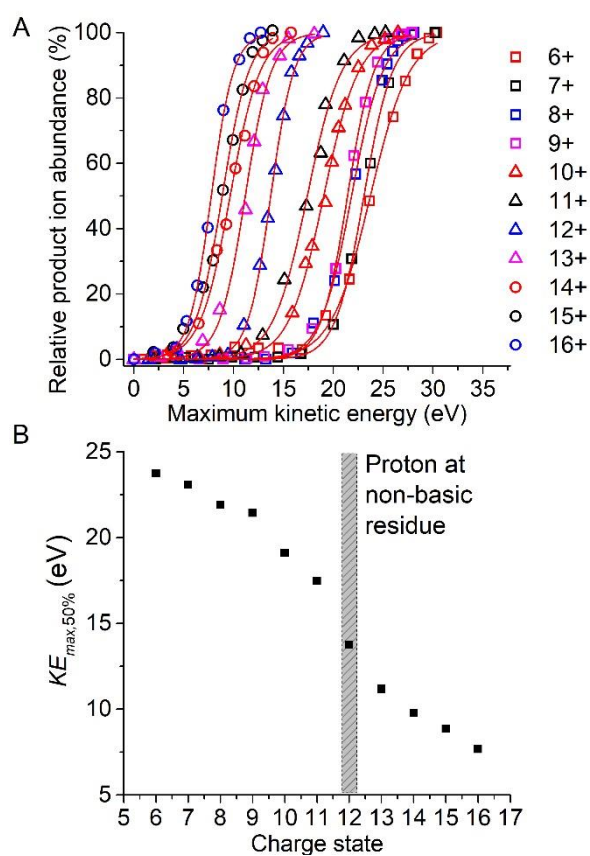 A
Relative product ion abundance (%)
100
80
60
40
20
0
0 5 10 15 20 25 30 35
Maximum kinetic energy (eV)
6+
7+
8+
9+
10+
11+
12+
13+
14+
15+
16+
B
KEmax,50% (eV)
25
20
15
10
5
Proton at
non-basic
residue
5 6 7 8 9 10 11 12 13 14 15 16 17
Charge state